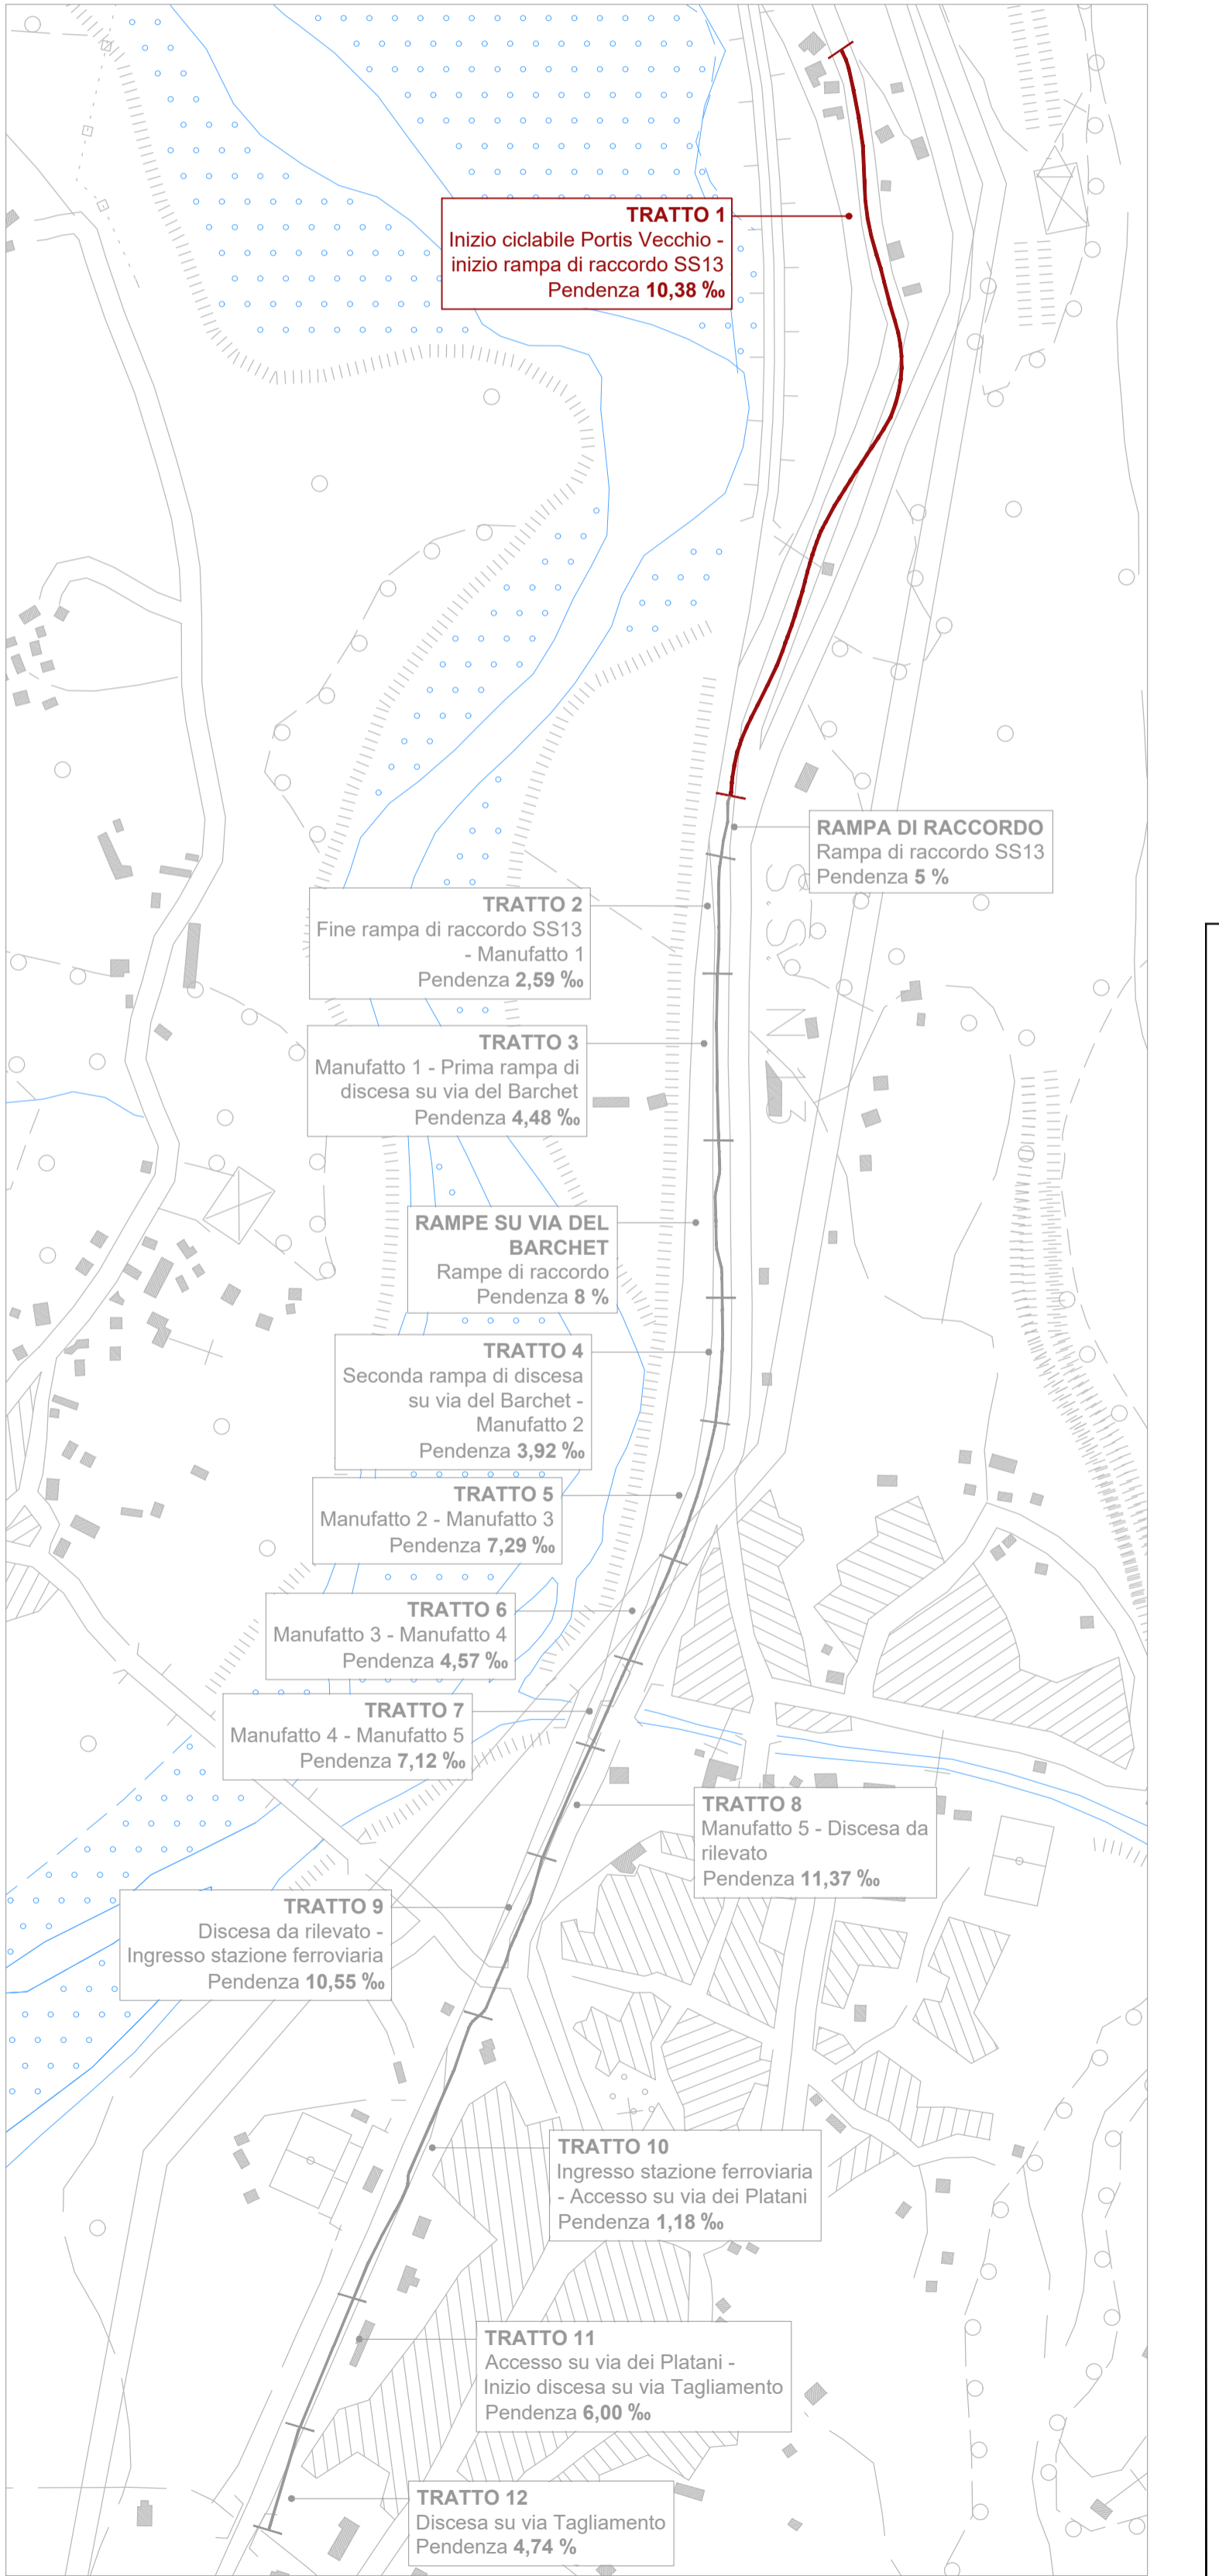 TRATTO 1
Inizio ciclabile Portis Vecchio -
inizio rampa di raccordo SS13
Pendenza 10,38 ‰
RAMPA DI RACCORDO
Rampa di raccordo SS13
Pendenza 5 %
TRATTO 2
Fine rampa di raccordo SS13
- Manufatto 1
Pendenza 2,59 ‰
TRATTO 3
Manufatto 1 - Prima rampa di
discesa su via del Barchet
Pendenza 4,48 ‰
RAMPE SU VIA DEL
BARCHET
Rampe di raccordo
Pendenza 8 %
TRATTO 4
Seconda rampa di discesa
su via del Barchet -
Manufatto 2
Pendenza 3,92 ‰
TRATTO 5
Manufatto 2 - Manufatto 3
Pendenza 7,29 ‰
TRATTO 6
Manufatto 3 - Manufatto 4
Pendenza 4,57 ‰
TRATTO 7
Manufatto 4 - Manufatto 5
Pendenza 7,12 ‰
TRATTO 8
Manufatto 5 - Discesa da
rilevato
Pendenza 11,37 ‰
TRATTO 9
Discesa da rilevato -
Ingresso stazione ferroviaria
Pendenza 10,55 ‰
TRATTO 10
Ingresso stazione ferroviaria
- Accesso su via dei Platani
Pendenza 1,18 ‰
TRATTO 11
Accesso su via dei Platani -
Inizio discesa su via Tagliamento
Pendenza 6,00 ‰
TRATTO 12
Discesa su via Tagliamento
Pendenza 4,74 %